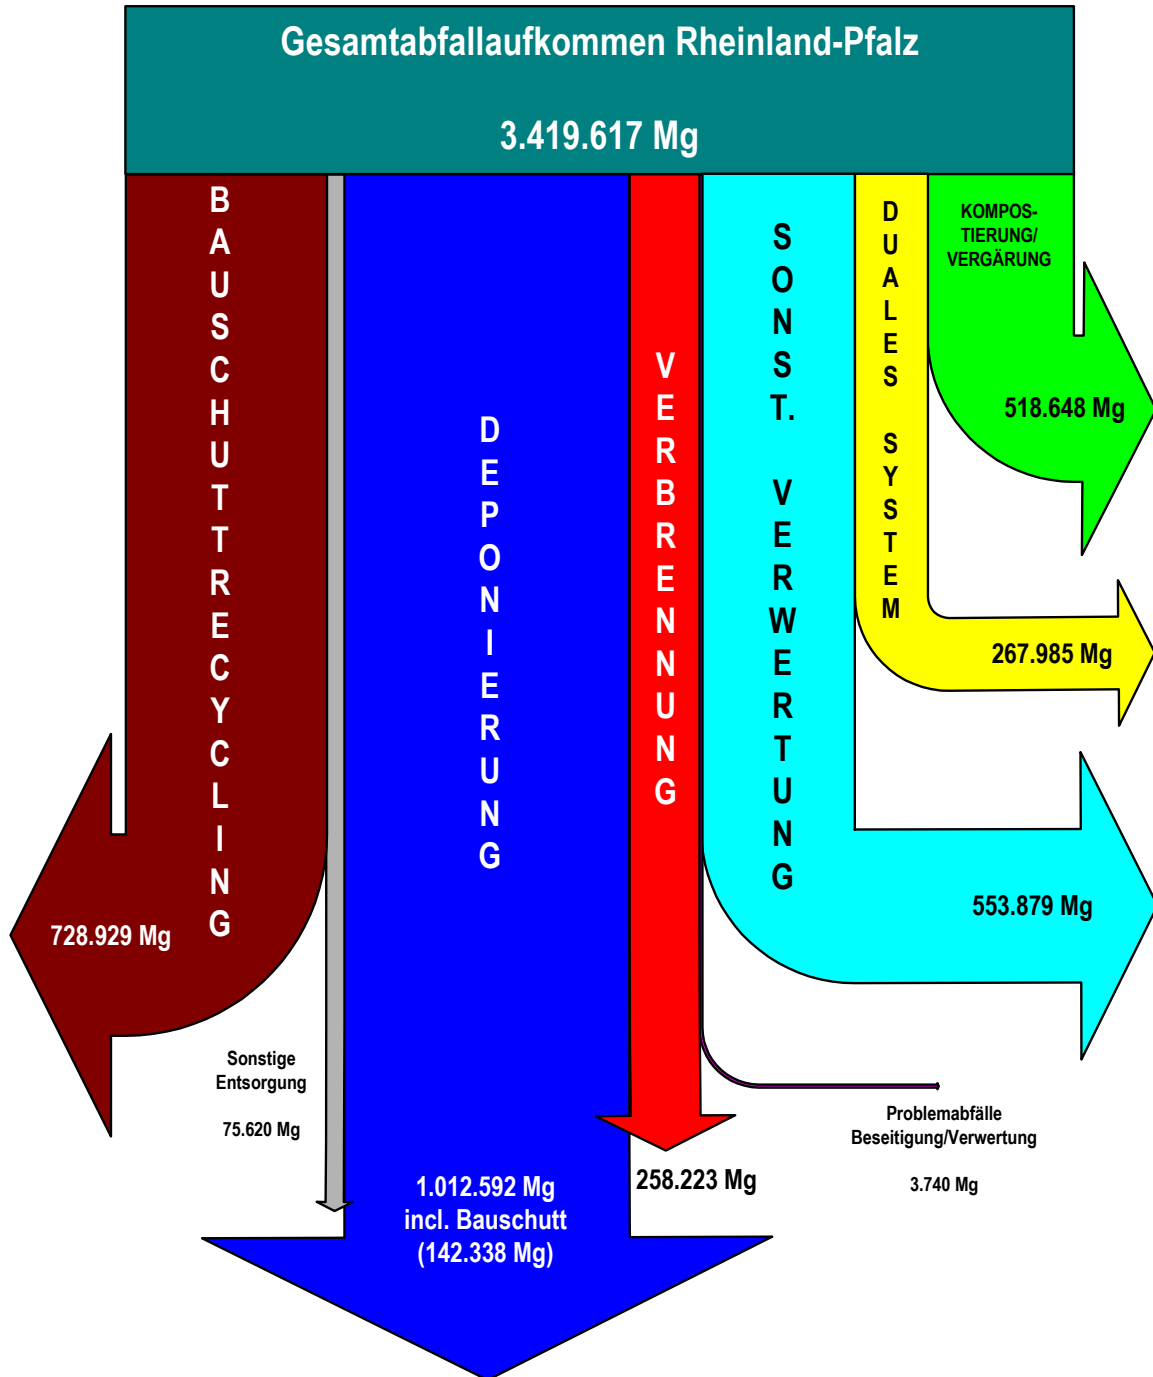 Gesamtabfallaufkommen Rheinland-Pfalz
3.419.617 Mg
BAUSCHUTTRECYCLING
728.929 Mg
Sonstige
Entsorgung
75.620 Mg
DEPONIERUNG
1.012.592 Mg
incl. Bauschutt
(142.338 Mg)
VERBRENNUNG
258.223 Mg
Problemabfälle
Beseitigung/Verwertung
3.740 Mg
SONST. VERWERTUNG
553.879 Mg
DUALES SYSTEM
267.985 Mg
KOMPOS-
TIERUNG/
VERGÄRUNG
518.648 Mg